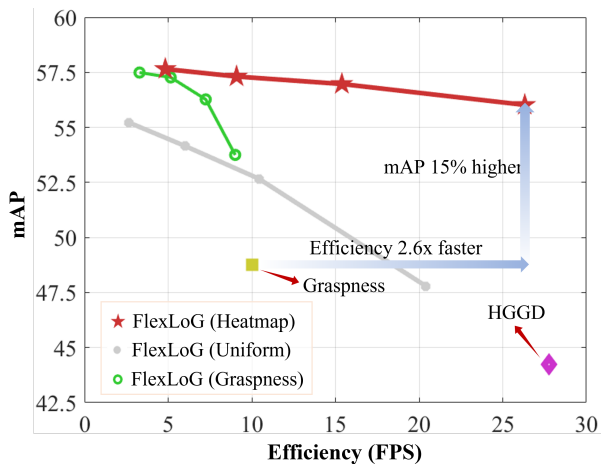 60
57.5
55
mAP 15% higher
52.5
mAP
50
Efficiency 2.6x faster
Graspness
47.5
HGGD
FlexLoG (Heatmap)
FlexLoG (Uniform)
FlexLoG (Graspness)
45
42.5
0 5 10 15 20 25 30
Efficiency (FPS)